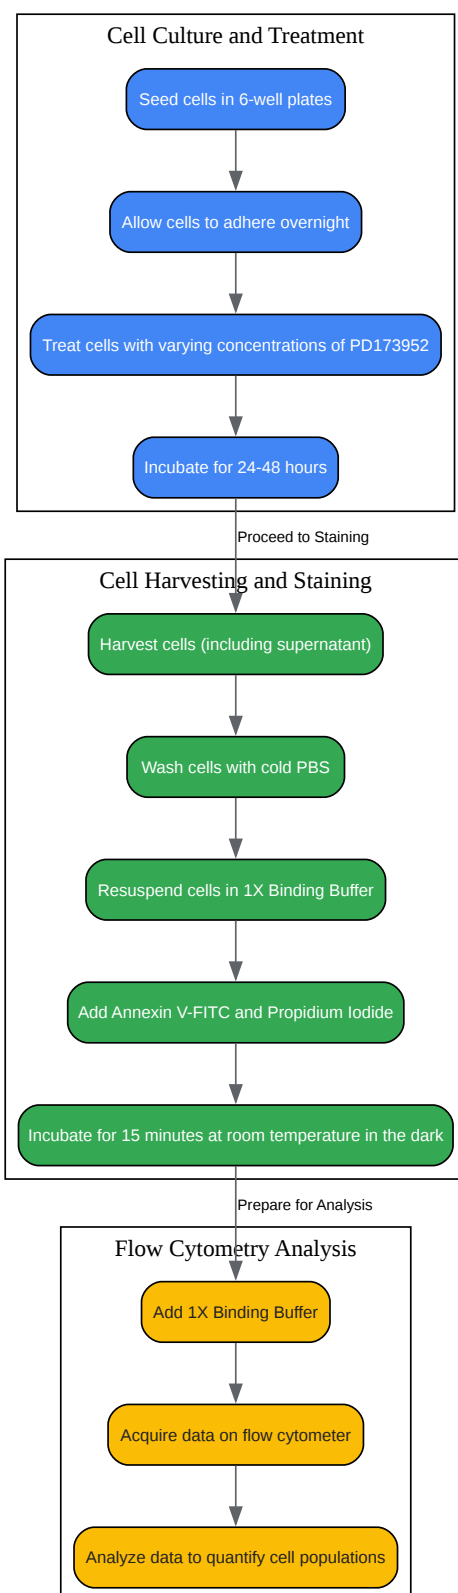 Cell Culture and Treatment
Seed cells in 6-well plates
Allow cells to adhere overnight
Treat cells with varying concentrations of PD173952
Incubate for 24-48 hours
Proceed to Staining
Cell Harvesting and Staining
Harvest cells (including supernatant)
Wash cells with cold PBS
Resuspend cells in 1X Binding Buffer
Add Annexin V-FITC and Propidium Iodide
Incubate for 15 minutes at room temperature in the dark
Prepare for Analysis
Flow Cytometry Analysis
Add 1X Binding Buffer
Acquire data on flow cytometer
Analyze data to quantify cell populations